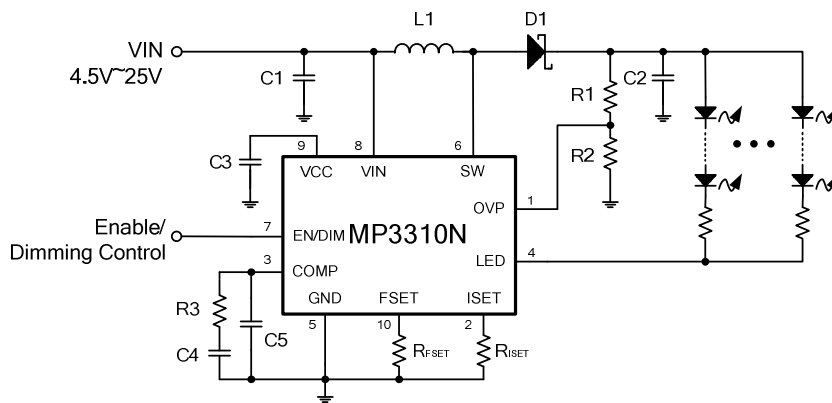 L1
D1
VIN
4.5V~25V
C1
C2
R1
R2
C3
9
8
6
VCC
VIN
SW
1
OVP
Enable/
Dimming Control
7
EN/DIM
MP3310N
4
LED
3
COMP
GND
FSET
ISET
R3
C4
C5
5
10
2
RFSET
RISET